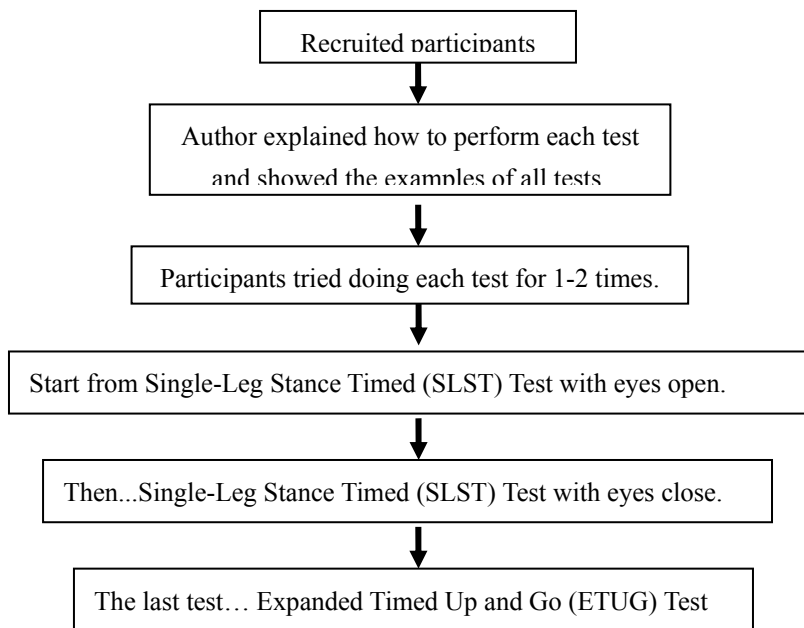 Recruited participants
Author explained how to perform each test
and showed the examples of all tests
Participants tried doing each test for 1-2 times.
Start from Single-Leg Stance Timed (SLST) Test with eyes open.
Then...Single-Leg Stance Timed (SLST) Test with eyes close.
The last test… Expanded Timed Up and Go (ETUG) Test